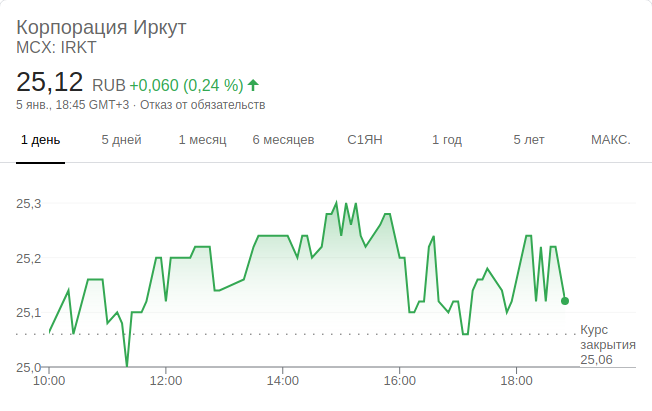 Корпорация Иркут
MCX: IRKT
25,12 RUB +0,060 (0,24 %)
5 янв., 18:45 GMT+3 · Отказ от обязательств
1 день 5 дней 1 месяц 6 месяцев С1ЯН 1 год 5 лет МАКС.
25,3
25,2
25,1
25,0
Курс
закрытия
25,06
10:00 12:00 14:00 16:00 18:00